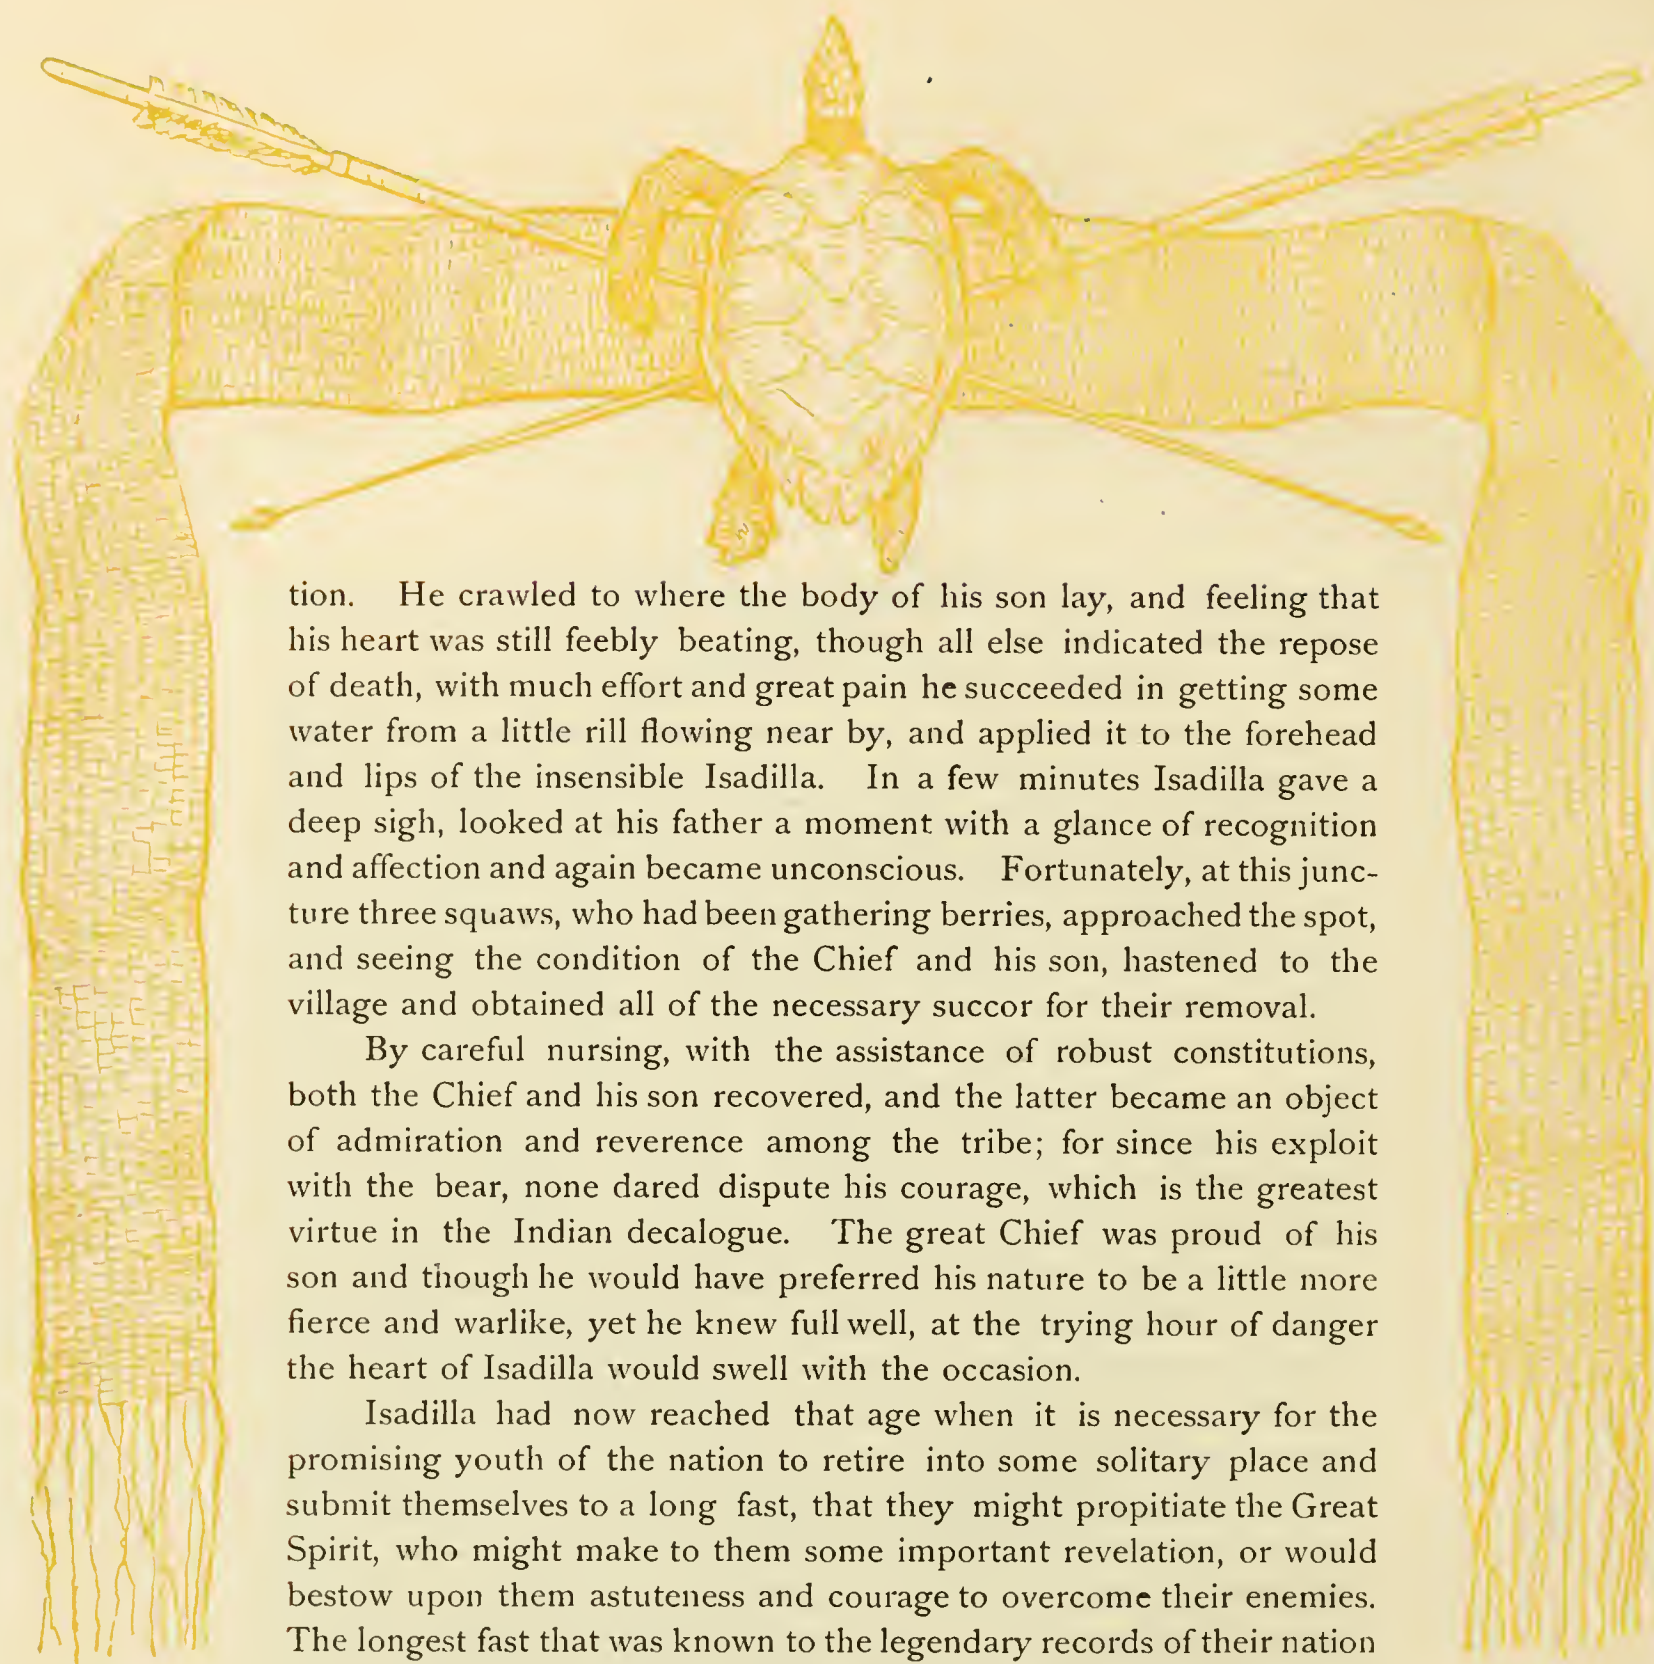 tion. He crawled to where the body of his son lay, and feeling that
his heart was still feebly beating, though all else indicated the repose
of death, with much effort and great pain he succeeded in getting some
water from a little rill flowing near by, and applied it to the forehead
and lips of the insensible Isadilla. In a few minutes Isadilla gave a
deep sigh, looked at his father a moment with a glance of recognition
and affection and again became unconscious. Fortunately, at this junc-
ture three squaws, who had been gathering berries, approached the spot,
and seeing the condition of the Chief and his son, hastened to the
village and obtained all of the necessary succor for their removal.
By careful nursing, with the assistance of robust constitutions,
both the Chief and his son recovered, and the latter became an object
of admiration and reverence among the tribe; for since his exploit
with the bear, none dared dispute his courage, which is the greatest
virtue in the Indian decalogue. The great Chief was proud of his
son and though he would have preferred his nature to be a little more
fierce and warlike, yet he knew full well, at the trying hour of danger
the heart of Isadilla would swell with the occasion.
Isadilla had now reached that age when it is necessary for the
promising youth of the nation to retire into some solitary place and
submit themselves to a long fast, that they might propitiate the Great
Spirit, who might make to them some important revelation, or would
bestow upon them astuteness and courage to overcome their enemies.
The longest fast that was known to the legendary records of their nation